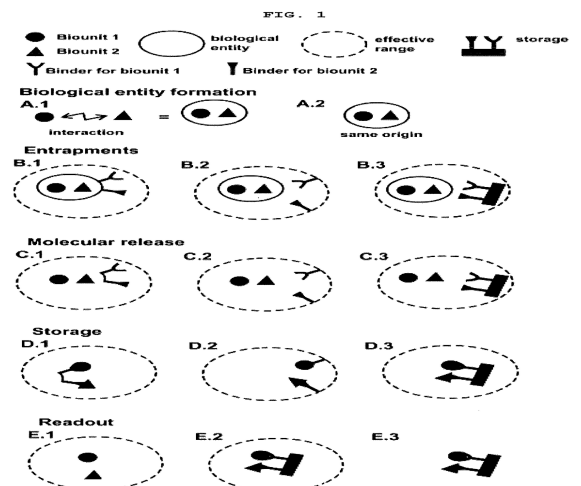 FIG. 1
Biounit 1
Biounit 2
biological entity
effective range
storage
Binder for biounit 1
Binder for biounit 2
Biological entity formation
A.1
interaction
=
A.2
same origin
Entrapments
B.1
B.2
B.3
Molecular release
C.1
C.2
C.3
Storage
D.1
D.2
D.3
Readout
E.1
E.2
E.3